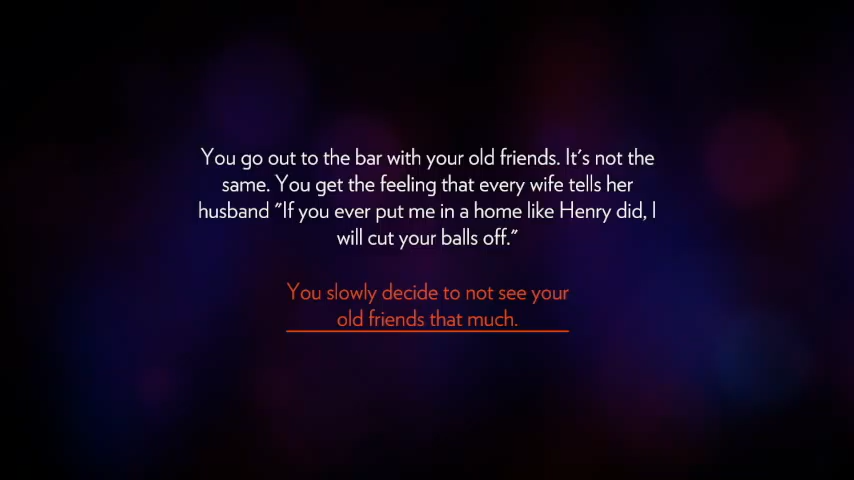 You go out to the bar with your old friends. It's not the
same. You get the feeling that every wife tells her
husband "If you ever put me in a home like Henry did, I
will cut your balls off."
You slowly decide to not see your
old friends that much.